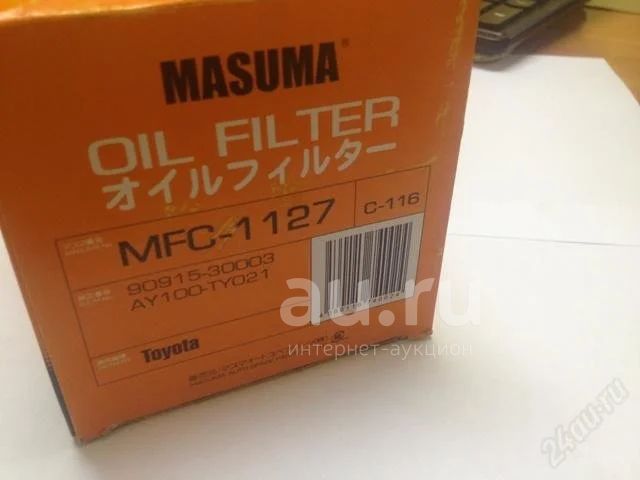 MASUMA®
OIL FILTER
オイルフィルター
MFC-1127
C-116
90915-30003
AY100-TY021
Toyota
au.ru
интернет-аукцион
24au.ru